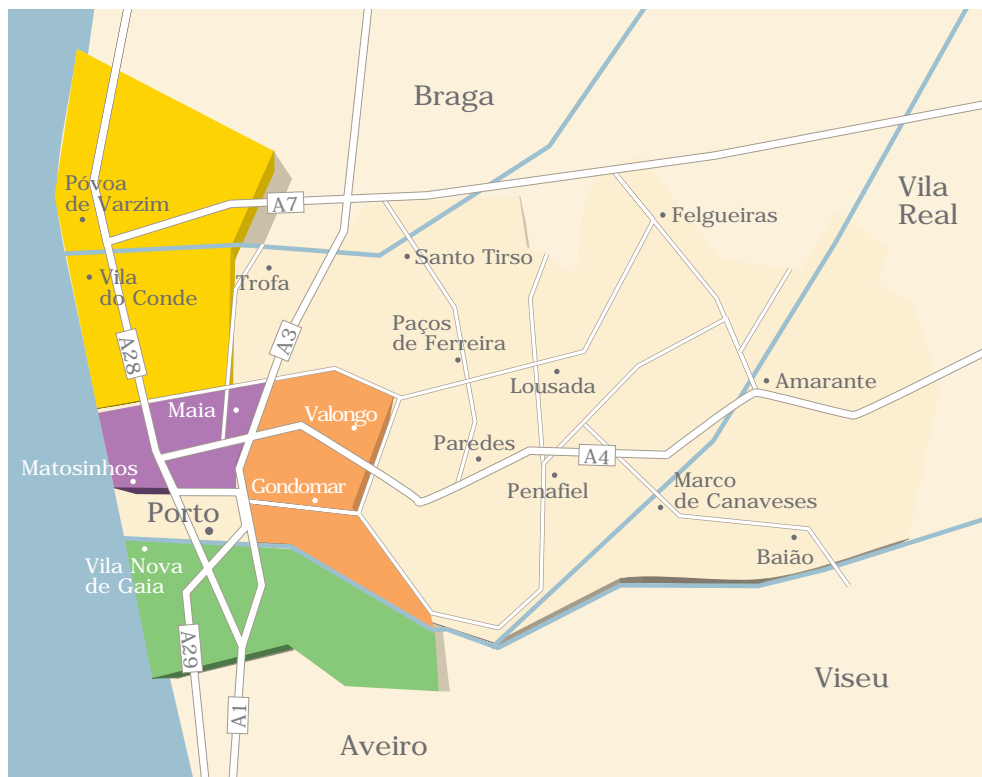 Braga
Vila
Real
Póvoa
de Varzim
A7
Felgueiras
Santo Tirso
Trofa
Vila
do Conde
A28
A3
Paços
de Ferreira
Lousada
Amarante
Maia
Valongo
Paredes
A4
Matosinhos
Gondomar
Penafiel
Marco
de Canaveses
Porto
Baião
Vila Nova
de Gaia
A29
A1
Viseu
Aveiro